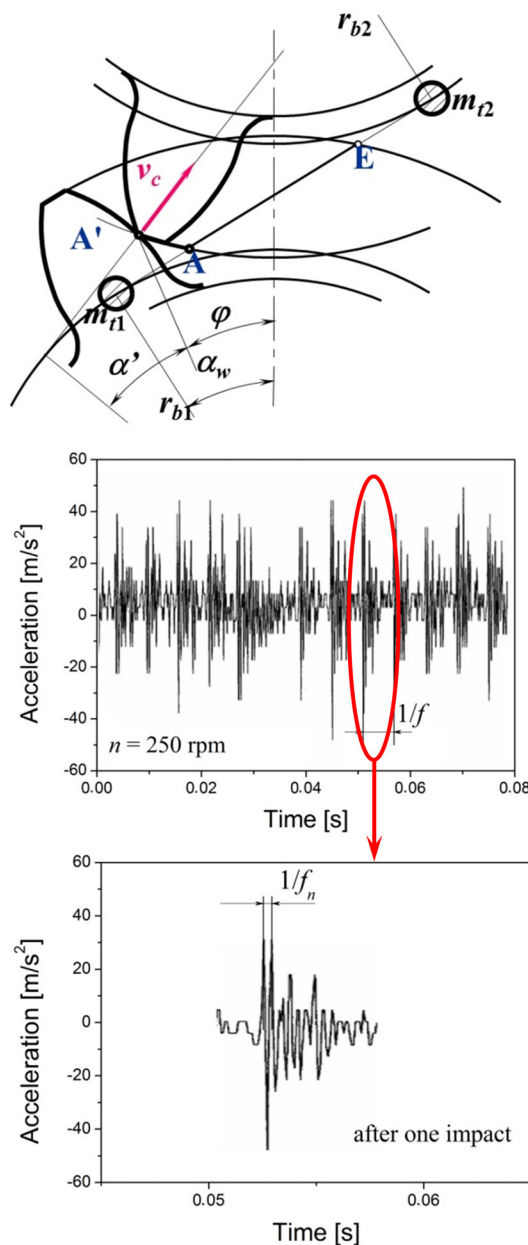 r_b2
m_t2
E
v_c
A'
A
m_t1
φ
α'
α_w
r_b1
60
40
20
0
-20
-40
-60
Acceleration [m/s²]
1/f
n = 250 rpm
0.00 0.02 0.04 0.06 0.08
Time [s]
1/f_n
60
40
20
0
-20
-40
-60
Acceleration [m/s²]
after one impact
0.05 0.06
Time [s]